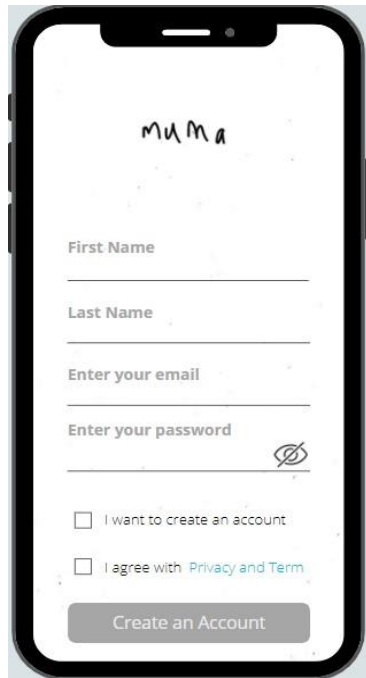 muma
First Name
Last Name
Enter your email
Enter your password
I want to create an account
I agree with Privacy and Term
Create an Account